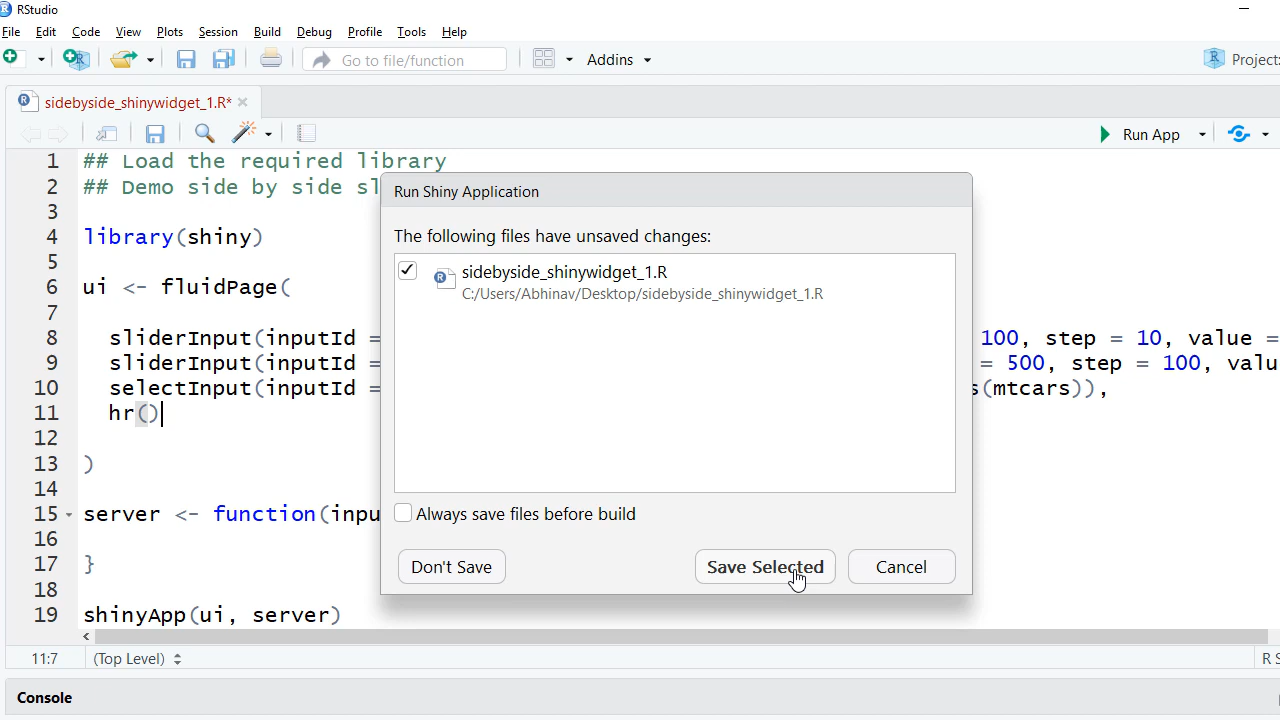 RStudio
File Edit Code View Plots Session Build Debug Profile Tools Help
Go to file/function Addins Project:
sidebyside_shinywidget_1.R*
Run App
1 ## Load the required library
2 ## Demo side by side sl
3
4 library(shiny)
5
6 ui <- fluidPage(
7
8 sliderInput(inputId = 100, step = 10, value =
9 sliderInput(inputId = = 500, step = 100, valu
10 selectInput(inputId = s(mtcars)),
11 hr()
12
13 )
14
15 server <- function(inpu
16
17 }
18
19 shinyApp(ui, server)
Run Shiny Application
The following files have unsaved changes:
sidebyside_shinywidget_1.R
C:/Users/Abhinav/Desktop/sidebyside_shinywidget_1.R
Always save files before build
Don't Save Save Selected Cancel
11:7 (Top Level) R S
Console